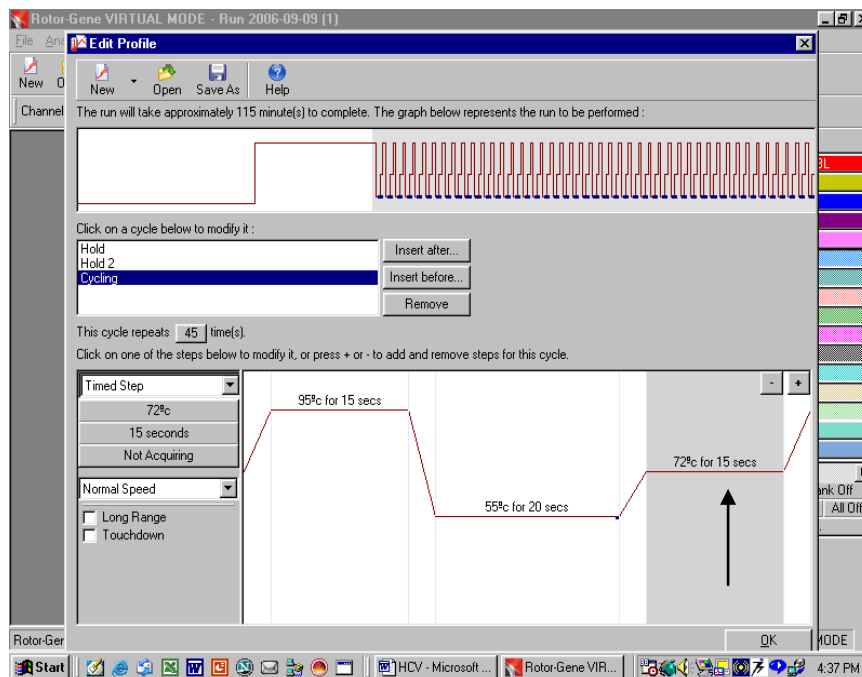 Rotor-Gene VIRTUAL MODE - Run 2006-09-09 (1)
File Ana
Edit Profile
New
New Open Save As Help
Channel
The run will take approximately 115 minute(s) to complete. The graph below represents the run to be performed :
Click on a cycle below to modify it :
Hold
Hold 2
Cycling
Insert after...
Insert before...
Remove
This cycle repeats 45 time(s).
Click on one of the steps below to modify it, or press + or - to add and remove steps for this cycle.
Timed Step
72ºc
15 seconds
Not Acquiring
Normal Speed
Long Range
Touchdown
- +
95ºc for 15 secs
55ºc for 20 secs
72ºc for 15 secs
ank Off
All Off
OK
Rotor-Ger
MODE
Start
HCV - Microsoft ...
Rotor-Gene VIR...
4:37 PM